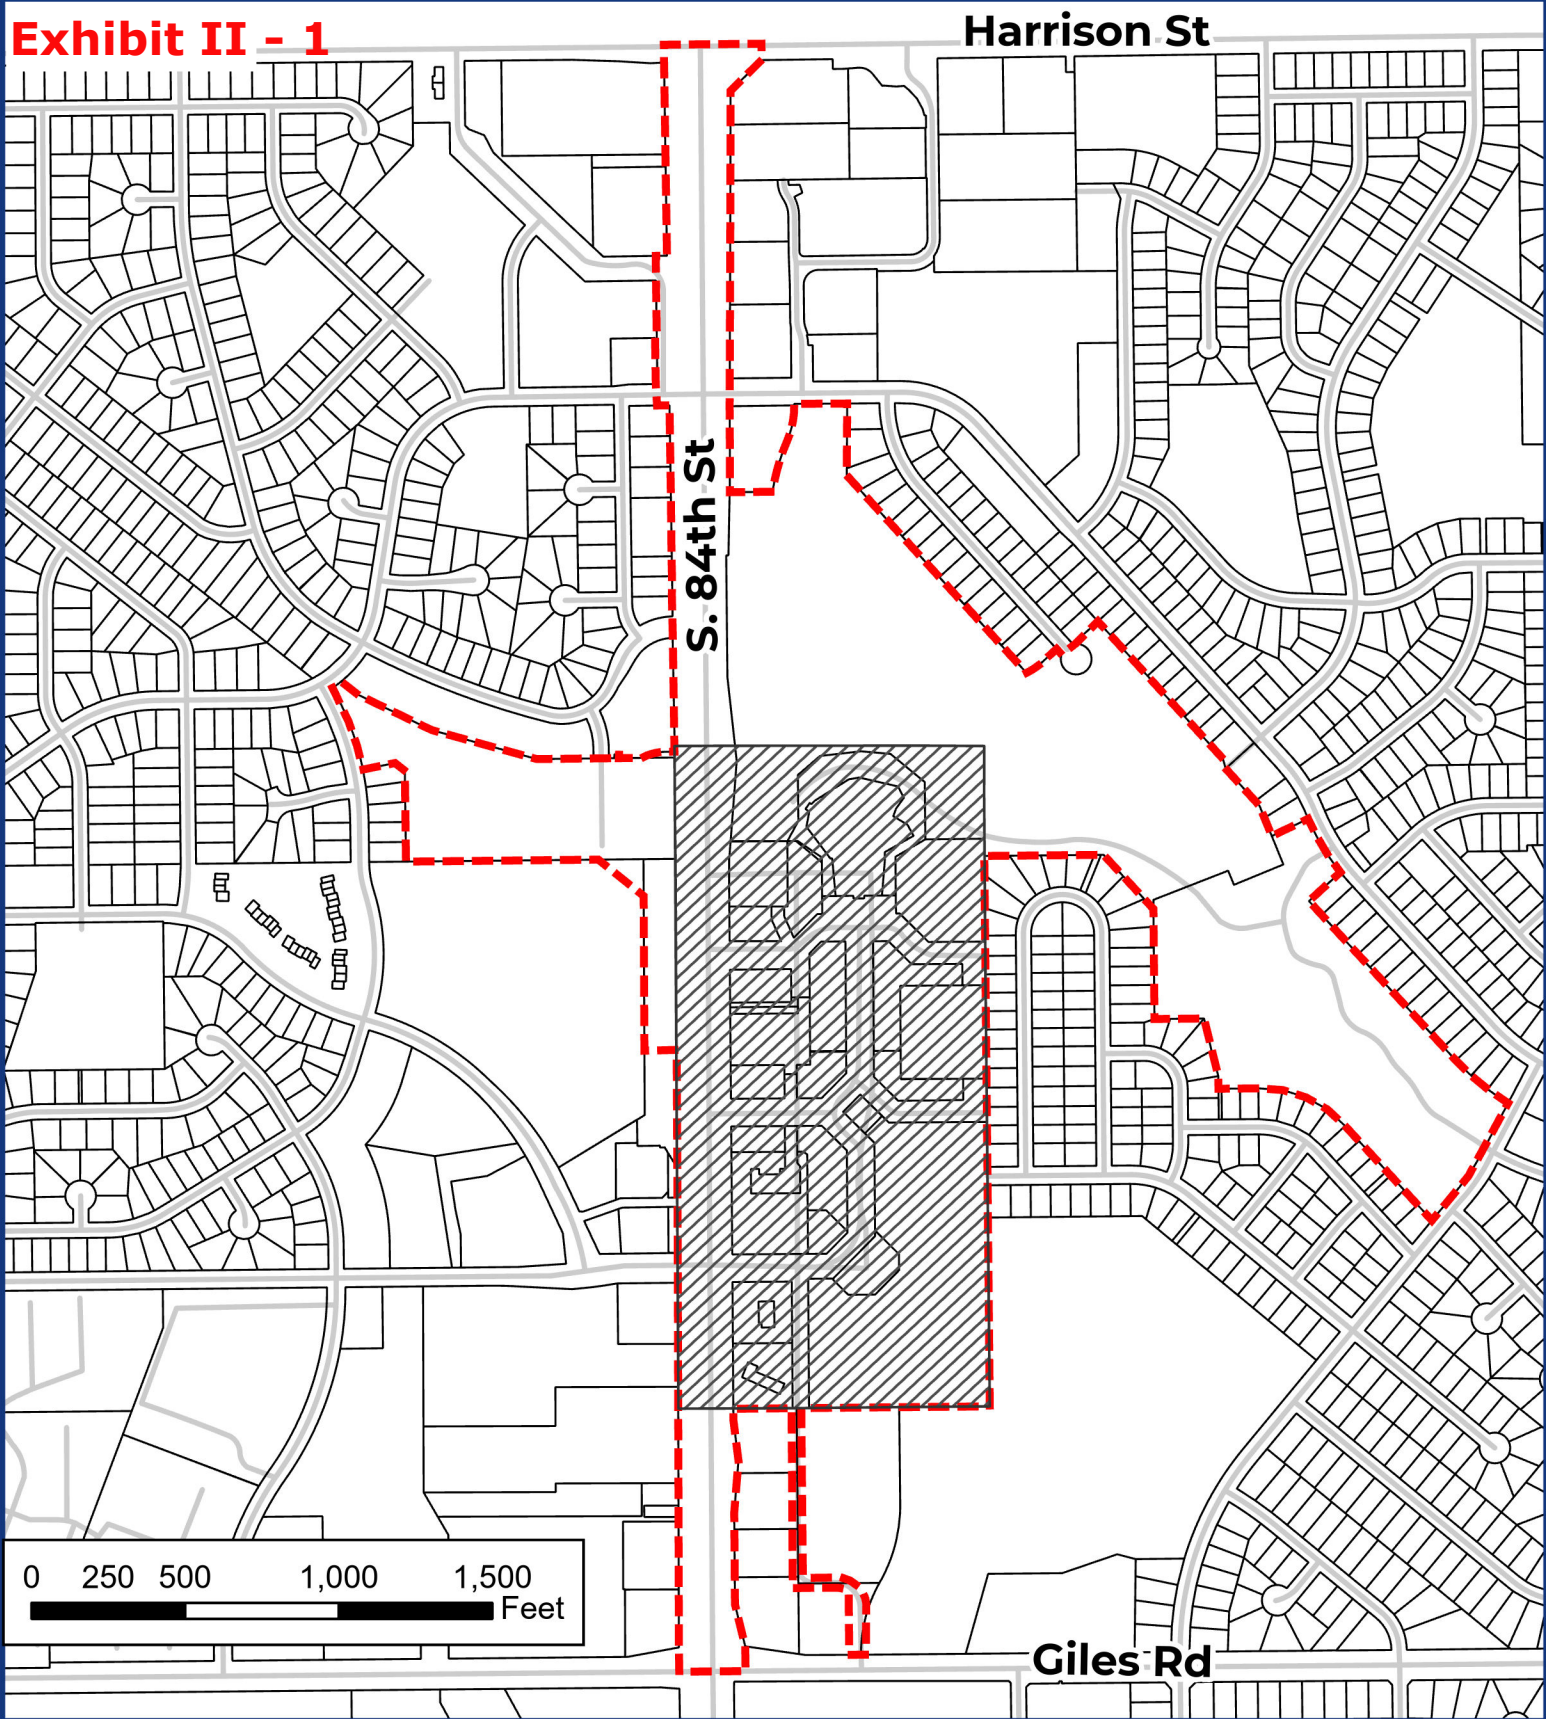 Exhibit II - 1
Harrison St
S. 84th St
0 250 500 1,000 1,500
Feet
Giles Rd